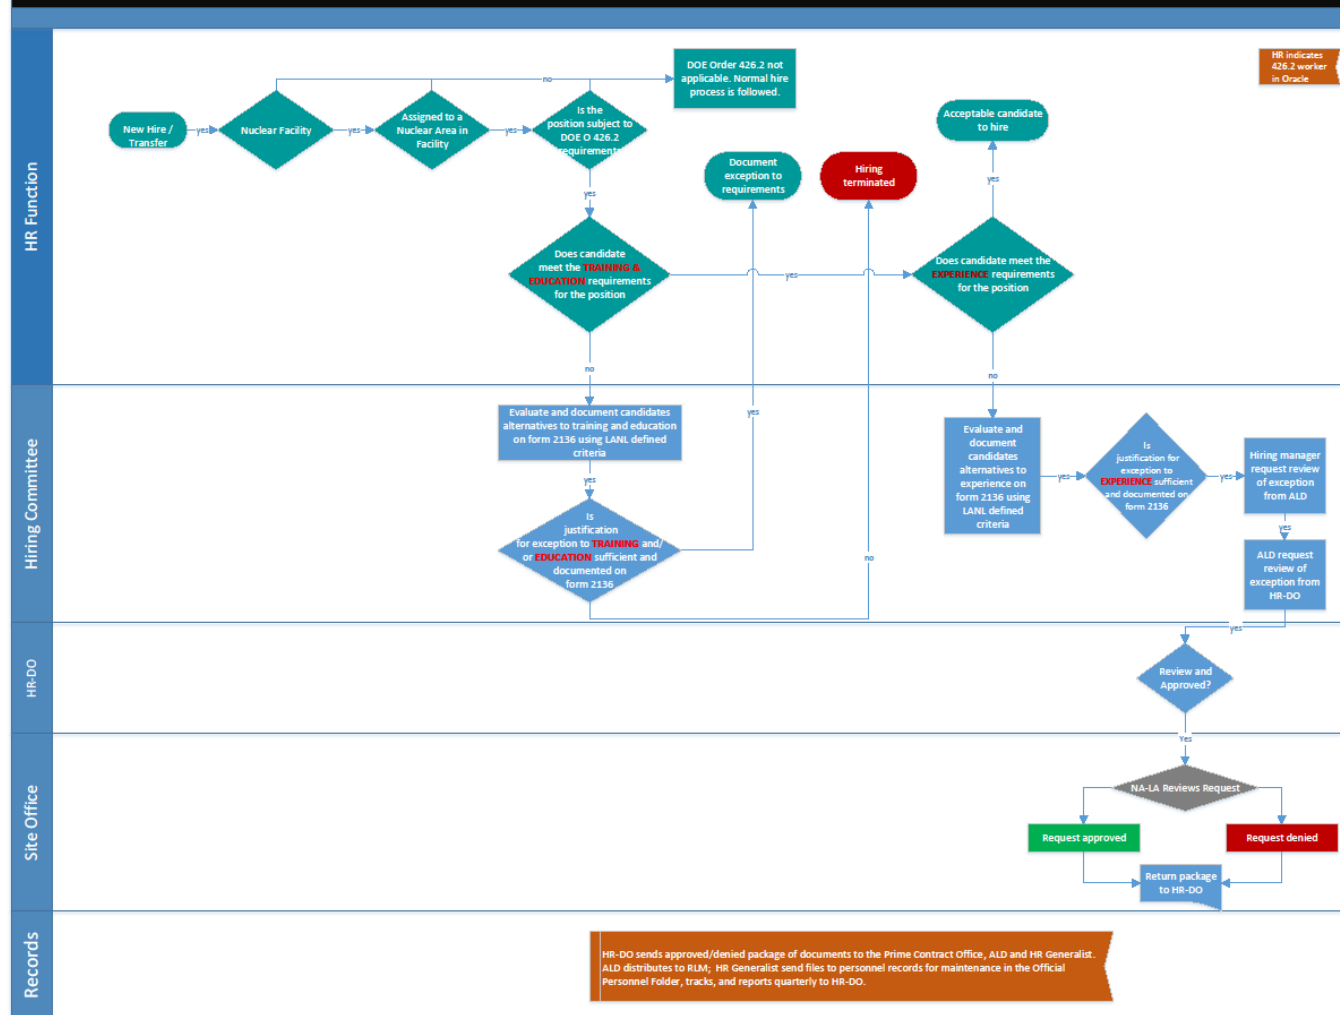 HR Function
HR indicates
426.2 worker
in Oracle
DOE Order 426.2 not
applicable. Normal hire
process is followed.
no
New Hire /
Transfer
yes
Nuclear Facility
yes
Assigned to a
Nuclear Area in
Facility
yes
Is the
position subject to
DOE O 426.2
requirements
Acceptable candidate
to hire
Document
exception to
requirements
Hiring
terminated
yes
yes
Does candidate
meet the TRAINING &
EDUCATION requirements
for the position
yes
Does candidate meet the
EXPERIENCE requirements
for the position
no
no
Hiring Committee
Evaluate and document candidates
alternatives to training and education
on form 2136 using LANL defined
criteria
yes
yes
Is
justification
for exception to TRAINING and/
or EDUCATION sufficient and
documented on
form 2136
no
Evaluate and
document
candidates
alternatives to
experience on
form 2136 using
LANL defined
criteria
yes
Is
justification for
exception to
EXPERIENCE sufficient
and documented on
form 2136
yes
Hiring manager
request review
of exception
from ALD
yes
ALD request
review of
exception from
HR-DO
yes
HR-DO
Review and
Approved?
Yes
Site Office
NA-LA Reviews Request
Request approved
Request denied
Return package
to HR-DO
Records
HR-DO sends approved/denied package of documents to the Prime Contract Office, ALD and HR Generalist.
ALD distributes to RLM; HR Generalist send files to personnel records for maintenance in the Official
Personnel Folder, tracks, and reports quarterly to HR-DO.